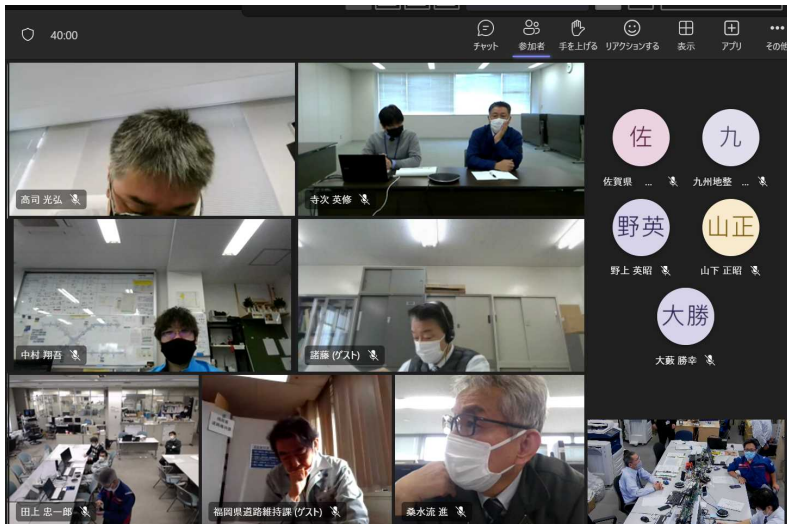 40:00
チャット
参加者
手を上げる
リアクションする
表示
アプリ
その他
高司 光弘
寺次 英修
佐
佐賀県 ...
九
九州地整 ...
野英
野上 英昭
山正
山下 正昭
大勝
大藪 勝幸
中村 翔吾
諸藤 (ゲスト)
田上 忠一郎
福岡県道路維持課 (ゲスト)
桑水流 進